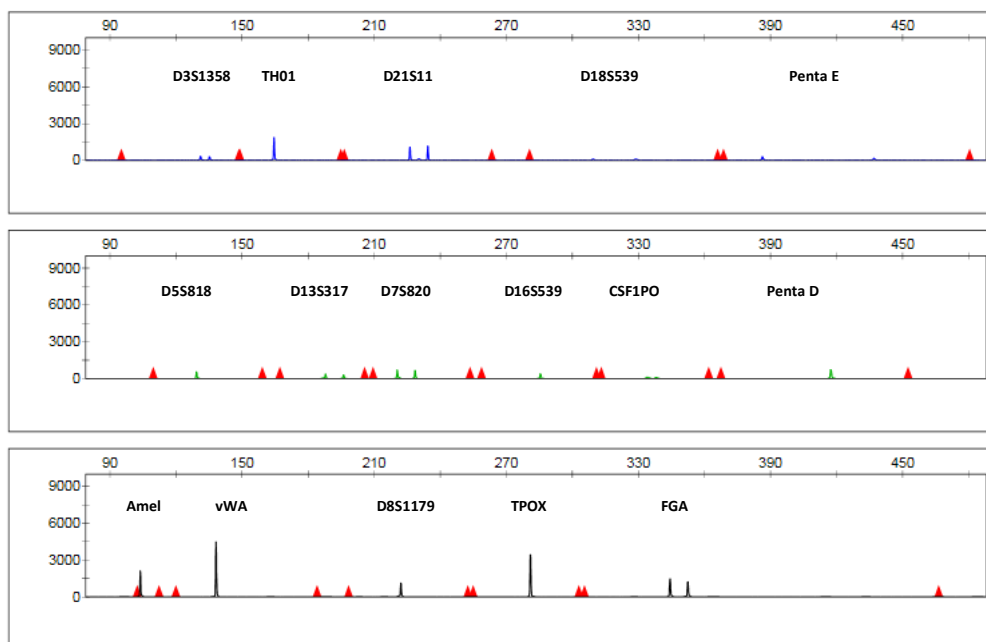 90 150 210 270 330 390 450
9000
D3S1358 TH01 D21S11 D18S539 Penta E
6000
3000
0
90 150 210 270 330 390 450
9000
D5S818 D13S317 D7S820 D16S539 CSF1PO Penta D
6000
3000
0
90 150 210 270 330 390 450
9000
Amel vWA D8S1179 TPOX FGA
6000
3000
0